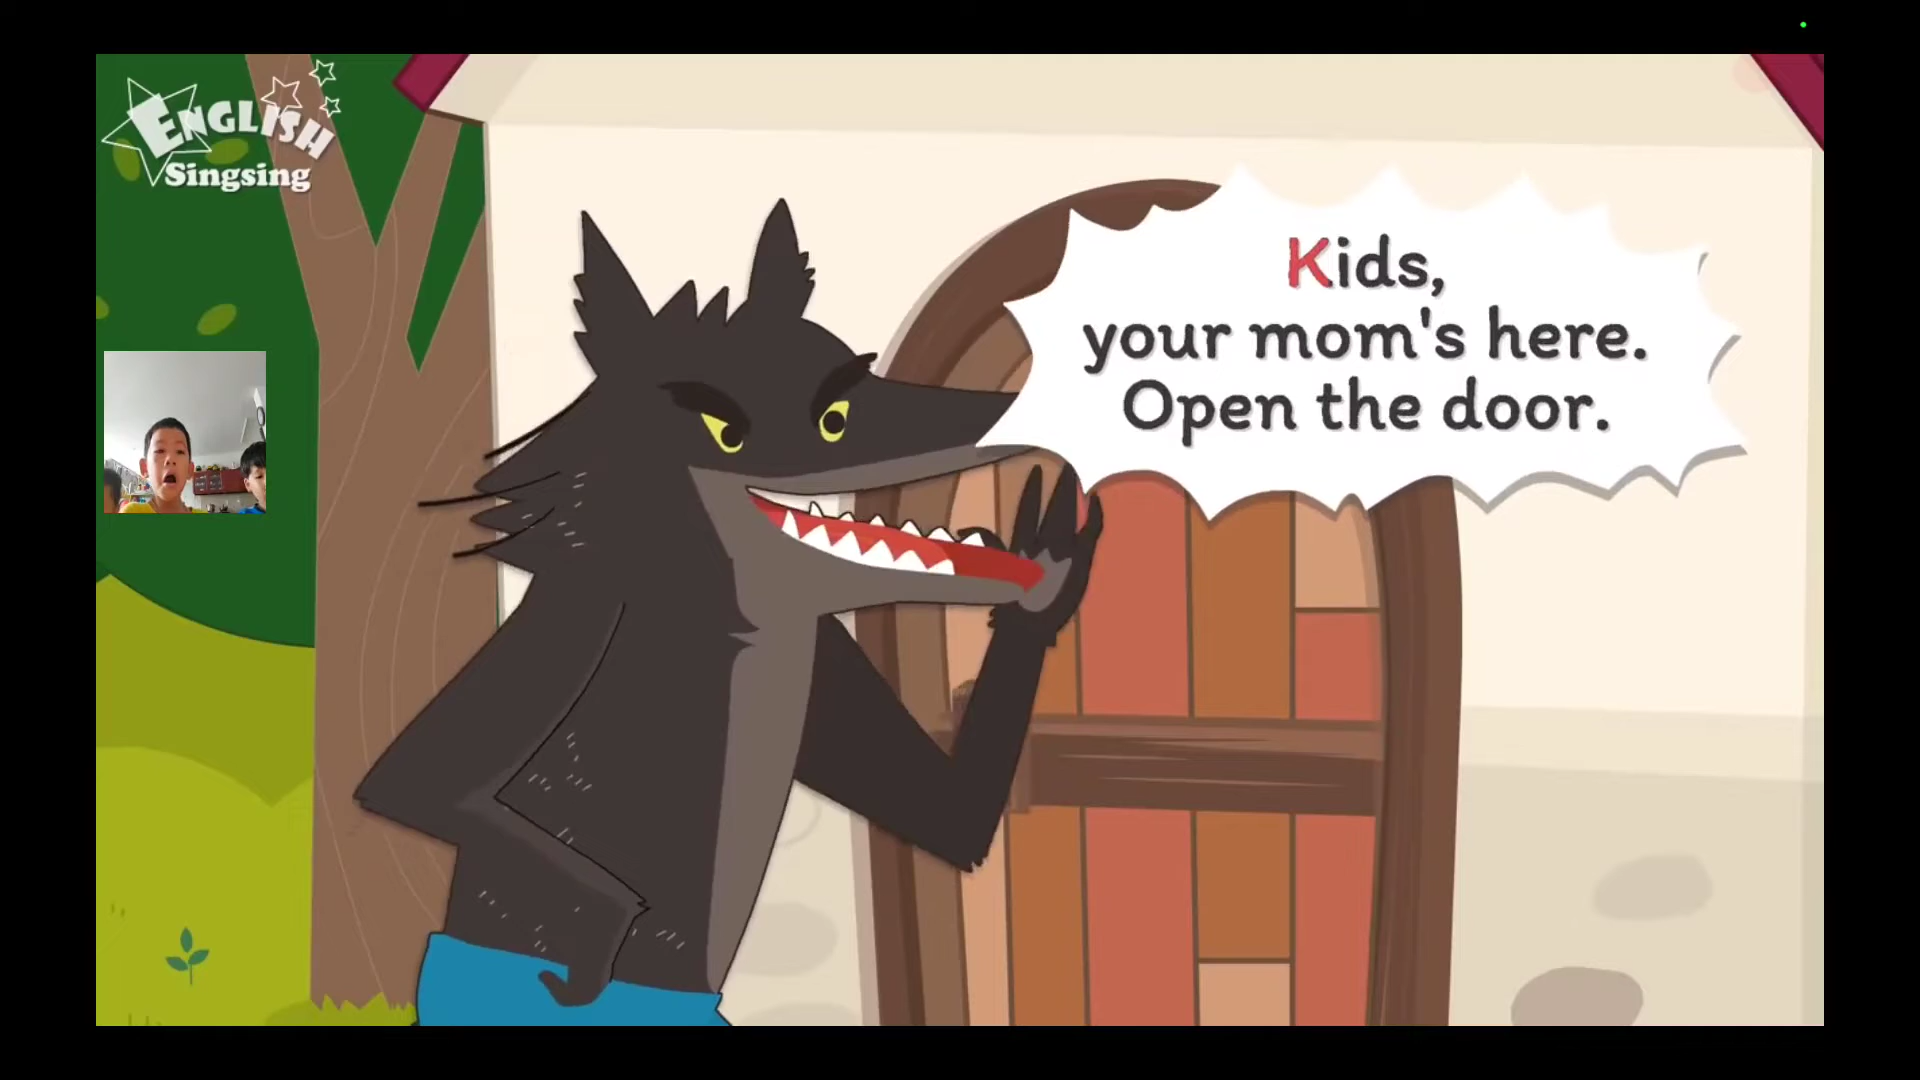 ENGLISH
Singsing
Kids,
your mom's here.
Open the door.